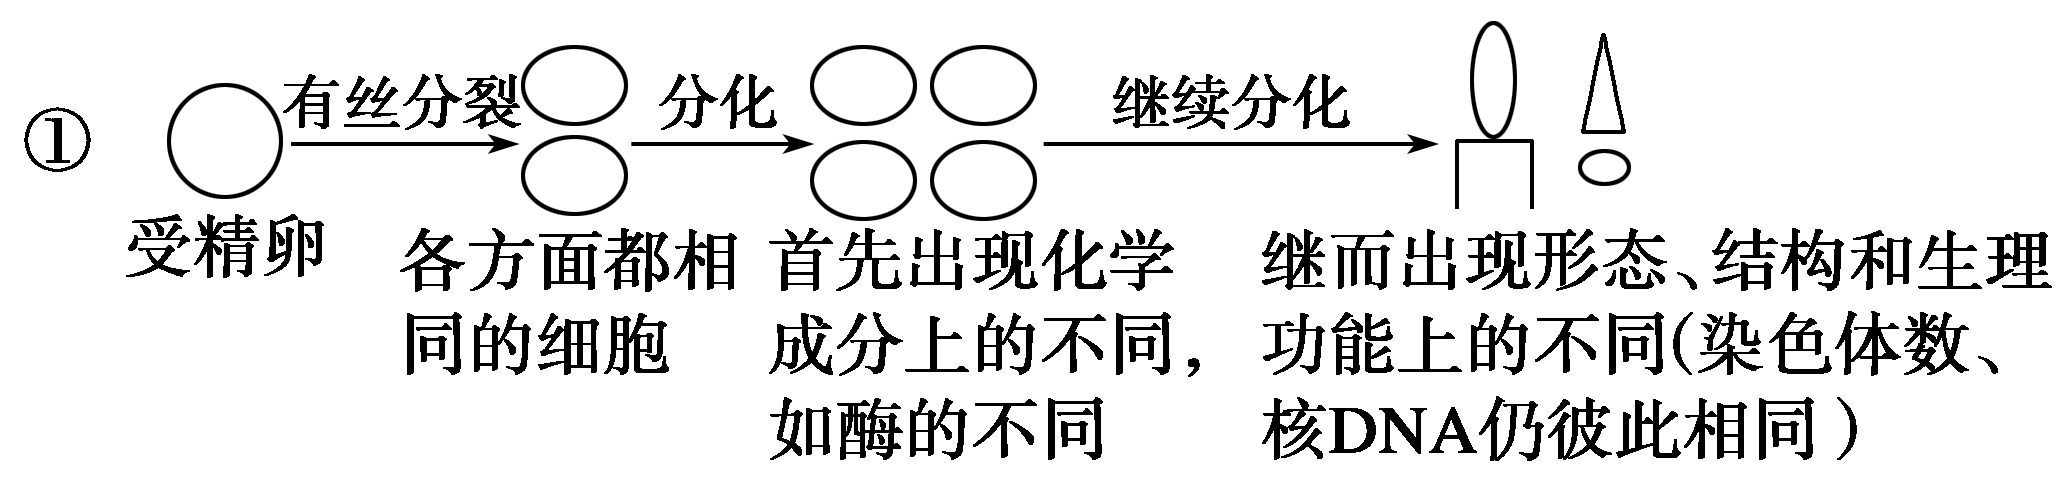 ①
有丝分裂
分化
继续分化
受精卵
各方面都相
同的细胞
首先出现化学
成分上的不同，
如酶的不同
继而出现形态、结构和生理
功能上的不同(染色体数、
核DNA仍彼此相同)